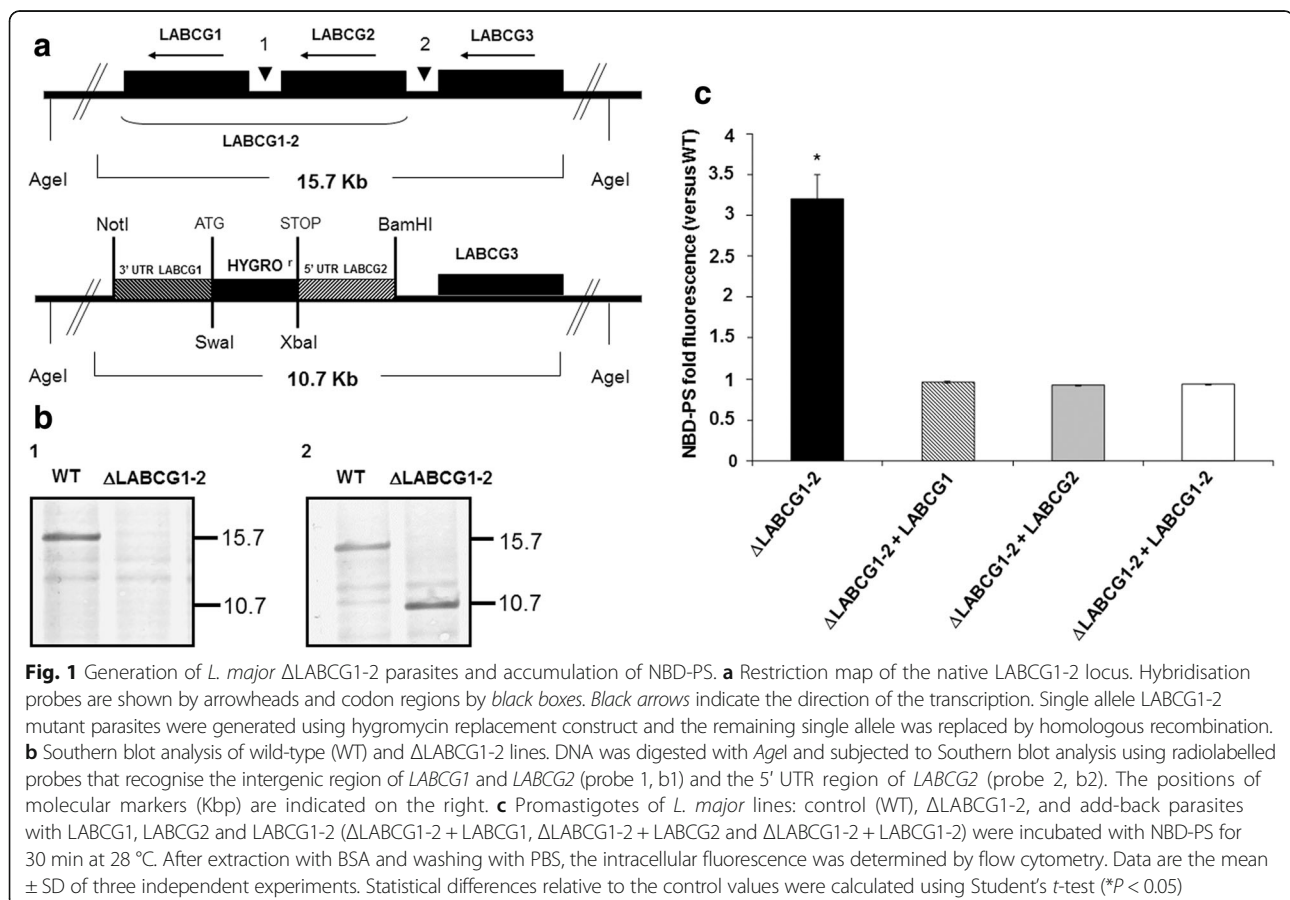 a
LABCG1 1 LABCG2 2 LABCG3
LABCG1-2
AgeI 15.7 Kb AgeI
NotI ATG STOP BamHI
3' UTR LABCG1 HYGRO r 5' UTR LABCG2 LABCG3
SwaI XbaI
AgeI 10.7 Kb AgeI
b
1
WT ΔLABCG1-2
15.7
10.7
2
WT ΔLABCG1-2
15.7
10.7
c
NBD-PS fold fluorescence (versus WT)
4
3.5
3
2.5
2
1.5
1
0.5
0
*
ΔLABCG1-2
ΔLABCG1-2 + LABCG1
ΔLABCG1-2 + LABCG2
ΔLABCG1-2 + LABCG1-2
Fig. 1 Generation of L. major ΔLABCG1-2 parasites and accumulation of NBD-PS. a Restriction map of the native LABCG1-2 locus. Hybridisation
probes are shown by arrowheads and codon regions by black boxes. Black arrows indicate the direction of the transcription. Single allele LABCG1-2
mutant parasites were generated using hygromycin replacement construct and the remaining single allele was replaced by homologous recombination.
b Southern blot analysis of wild-type (WT) and ΔLABCG1-2 lines. DNA was digested with AgeI and subjected to Southern blot analysis using radiolabelled
probes that recognise the intergenic region of LABCG1 and LABCG2 (probe 1, b1) and the 5' UTR region of LABCG2 (probe 2, b2). The positions of
molecular markers (Kbp) are indicated on the right. c Promastigotes of L. major lines: control (WT), ΔLABCG1-2, and add-back parasites
with LABCG1, LABCG2 and LABCG1-2 (ΔLABCG1-2 + LABCG1, ΔLABCG1-2 + LABCG2 and ΔLABCG1-2 + LABCG1-2) were incubated with NBD-PS for
30 min at 28 °C. After extraction with BSA and washing with PBS, the intracellular fluorescence was determined by flow cytometry. Data are the mean
± SD of three independent experiments. Statistical differences relative to the control values were calculated using Student's t-test (*P < 0.05)